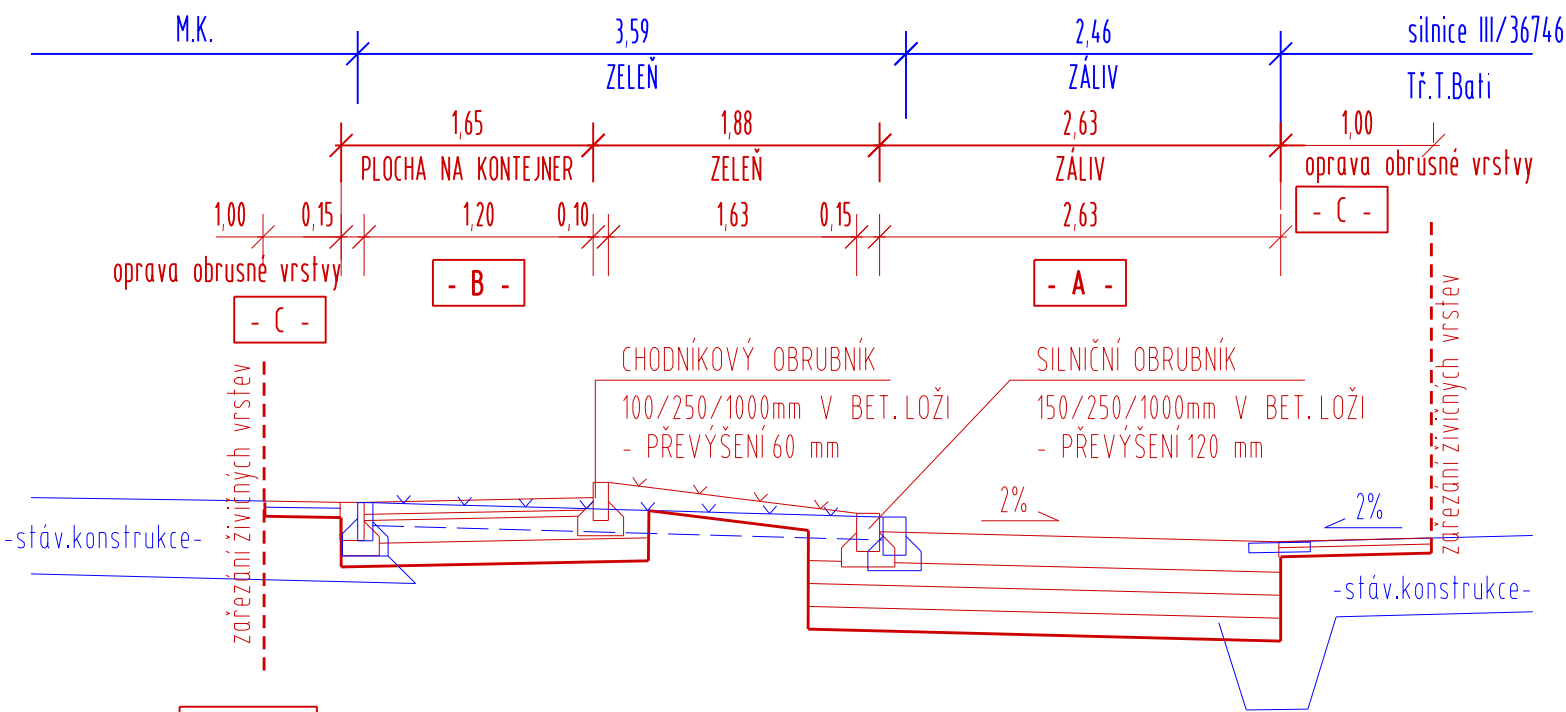 M.K.
3,59
2,46
silnice III/36746
ZELEŇ
ZÁLIV
Tř.T.Bati
1,65
1,88
2,63
1,00
PLOCHA NA KONTEJNER
ZELEŇ
ZÁLIV
oprava obrusné vrstvy
- C -
1,00
0,15
1,20
0,10
1,63
0,15
2,63
oprava obrusné vrstvy
- B -
- A -
- C -
CHODNÍKOVÝ OBRUBNÍK
100/250/1000mm V BET.LOŽI
- PŘEVÝŠENÍ 60 mm
SILNIČNÍ OBRUBNÍK
150/250/1000mm V BET.LOŽI
- PŘEVÝŠENÍ 120 mm
zařezání živičných vrstev
zařezání živičných vrstev
2%
2%
-stáv.konstrukce-
-stáv.konstrukce-